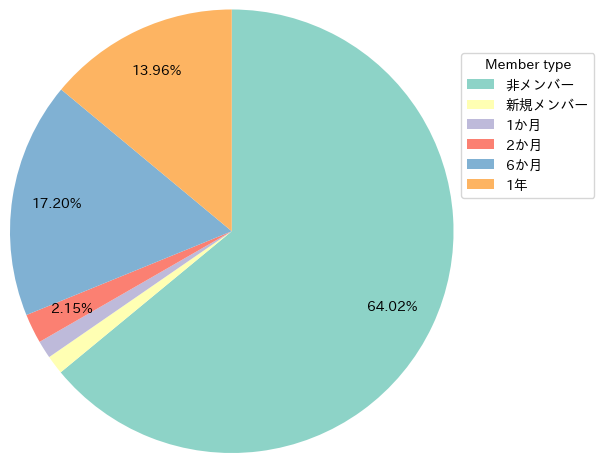 13.96%
17.20%
2.15%
64.02%
Member type
非メンバー
新規メンバー
1か月
2か月
6か月
1年